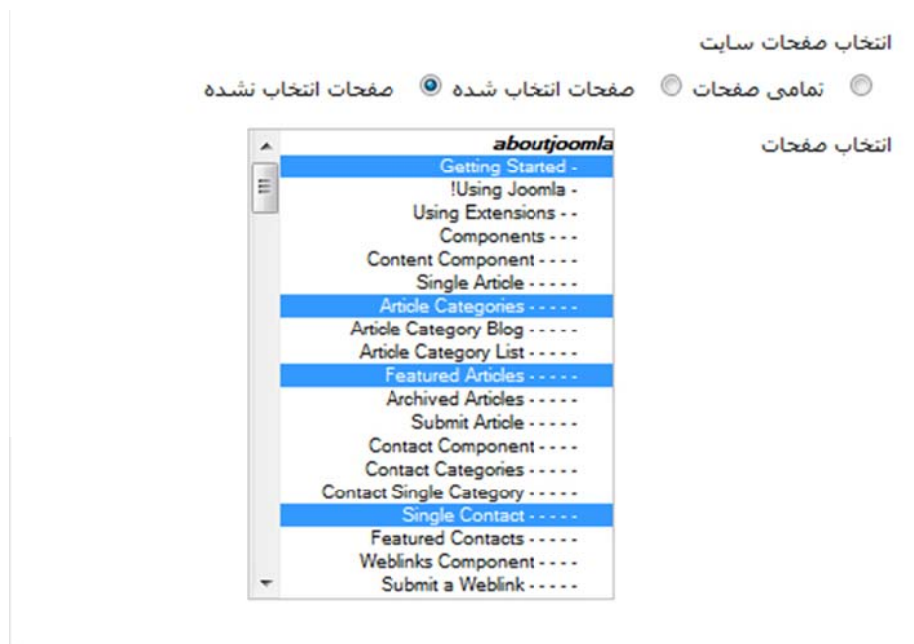 انتخاب صفحات سایت
تمامی صفحات صفحات انتخاب شده صفحات انتخاب نشده
انتخاب صفحات
aboutjoomla
- Getting Started
- Using Joomla!
- - Using Extensions
- - - Components
- - - - Content Component
- - - - - Single Article
- - - - - Article Categories
- - - - - Article Category Blog
- - - - - Article Category List
- - - - - Featured Articles
- - - - - Archived Articles
- - - - - Submit Article
- - - - Contact Component
- - - - - Contact Categories
- - - - - Contact Single Category
- - - - - Single Contact
- - - - - Featured Contacts
- - - - Weblinks Component
- - - - - Submit a Weblink